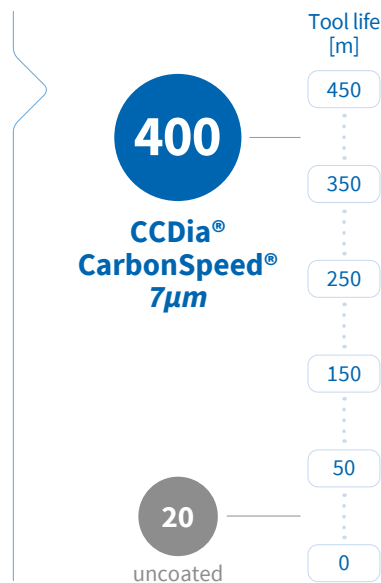 Tool life
[m]
450
400
350
CCDia®
CarbonSpeed®
7µm
250
150
50
20
uncoated
0